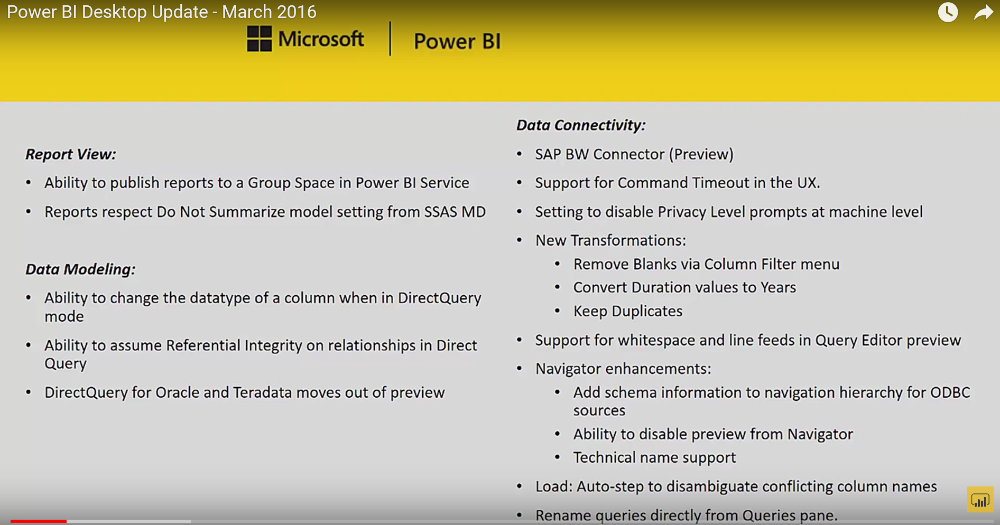 Power BI Desktop Update - March 2016
Microsoft | Power BI
Report View:
• Ability to publish reports to a Group Space in Power BI Service
• Reports respect Do Not Summarize model setting from SSAS MD
Data Modeling:
• Ability to change the datatype of a column when in DirectQuery
mode
• Ability to assume Referential Integrity on relationships in Direct
Query
• DirectQuery for Oracle and Teradata moves out of preview
Data Connectivity:
• SAP BW Connector (Preview)
• Support for Command Timeout in the UX.
• Setting to disable Privacy Level prompts at machine level
• New Transformations:
• Remove Blanks via Column Filter menu
• Convert Duration values to Years
• Keep Duplicates
• Support for whitespace and line feeds in Query Editor preview
• Navigator enhancements:
• Add schema information to navigation hierarchy for ODBC
sources
• Ability to disable preview from Navigator
• Technical name support
• Load: Auto-step to disambiguate conflicting column names
• Rename queries directly from Queries pane.